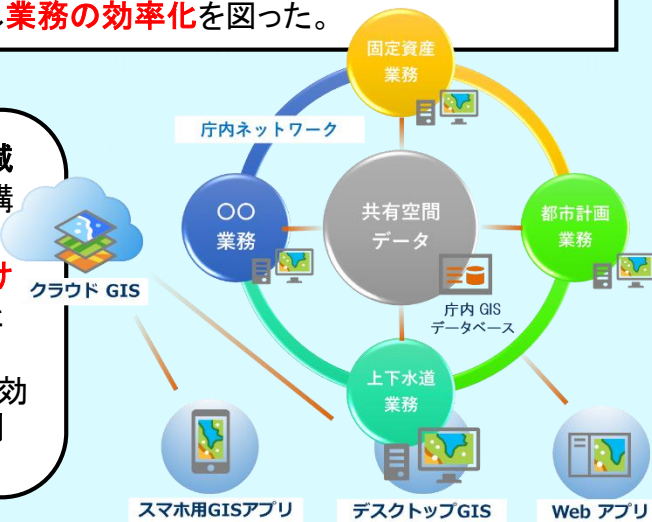 業務の効率化を図った。
固定資産
業務
庁内ネットワーク
減
構
け
効
クラウド GIS
〇〇
業務
共有空間
データ
都市計画
業務
庁内 GIS
データベース
上下水道
業務
スマホ用GISアプリ
デスクトップGIS
Web アプリ